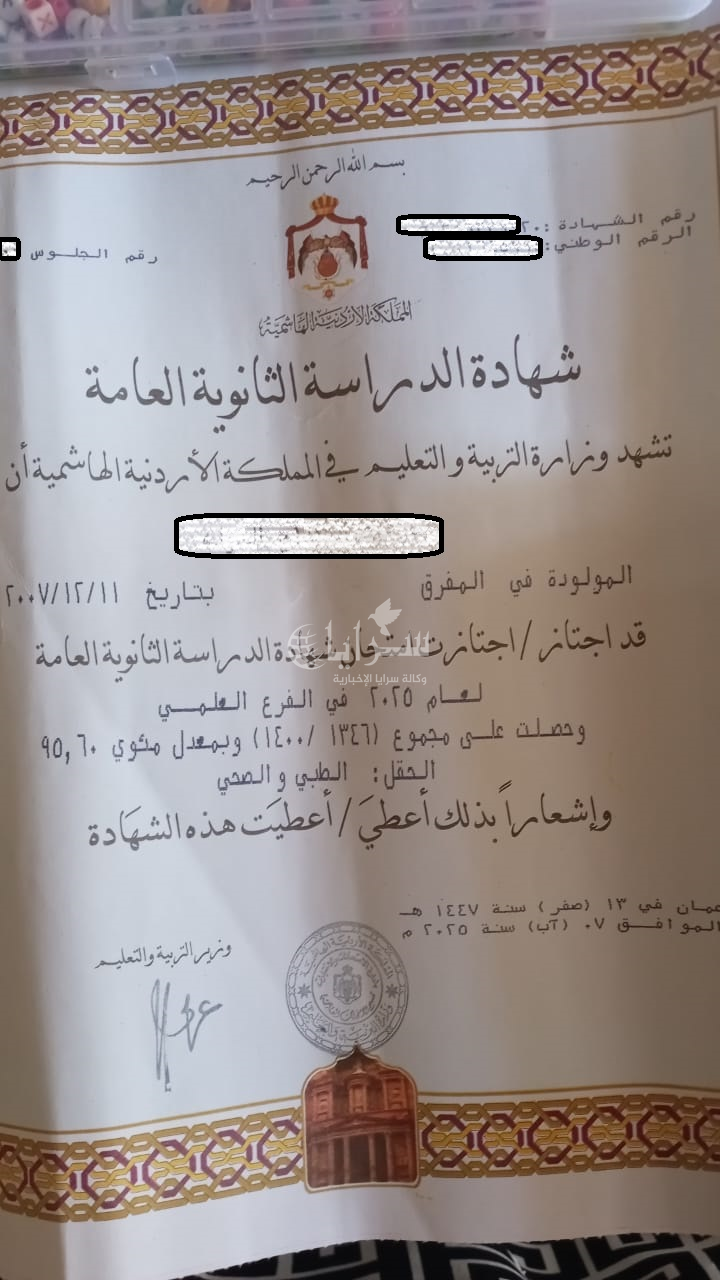 بسم الله الرحمن الرحيم
رقم الشهادة :٢٠
الرقم الوطني:
رقم الجلوس
المملكة الأردنية الهاشمية
شهادة الدراسة الثانوية العامة
تشهد وزارة التربية والتعليم في المملكة الأردنية الهاشمية أن
المولودة في المفرق بتاريخ ٢٠٠٧/١٢/١١
قد اجتاز / اجتازت امتحان شهادة الدراسة الثانوية العامة
سرايا
وكالة سرايا الإخبارية
لعام ٢٠٢٥ في الفرع العلمي
وحصلت على مجموع (١٣٤٦/ ١٤٠٠) وبمعدل مئوي ٩٥,٦٠
الحقل: الطبي و الصحي
وإشعاراً بذلك أعطيَ / أعطيَت هذه الشهَادة
عمان في ١٣ (صفر) سنة ١٤٤٧ هـ
الموافق ٠٧ (آب) سنة ٢٠٢٥ م
وزير التربية والتعليم